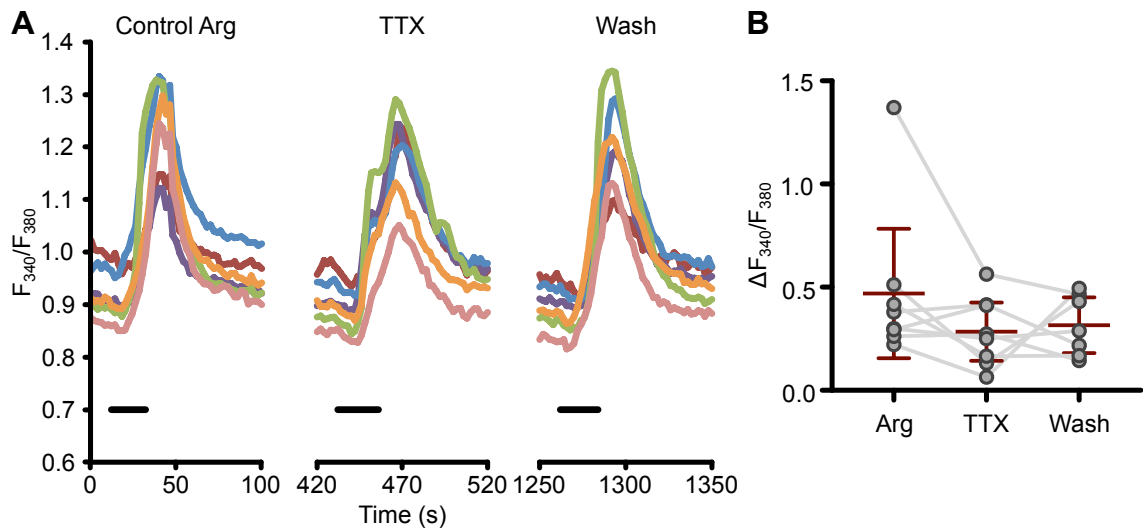 A
Control Arg
TTX
Wash
F340/F380
1.4
1.3
1.2
1.1
1.0
0.9
0.8
0.7
0.6
0
50
100
420
470
520
1250
1300
1350
Time (s)
B
ΔF340/F380
1.5
1.0
0.5
0.0
Arg
TTX
Wash